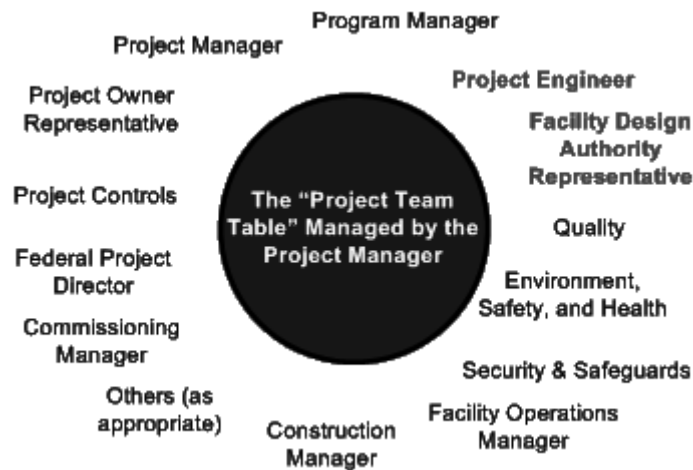 Program Manager
Project Manager
Project Engineer
Project Owner
Representative
Facility Design
Authority
Representative
Project Controls
The “Project Team
Table” Managed by the
Project Manager
Quality
Federal Project
Director
Environment,
Safety, and Health
Commissioning
Manager
Security & Safeguards
Others (as
appropriate)
Facility Operations
Manager
Construction
Manager